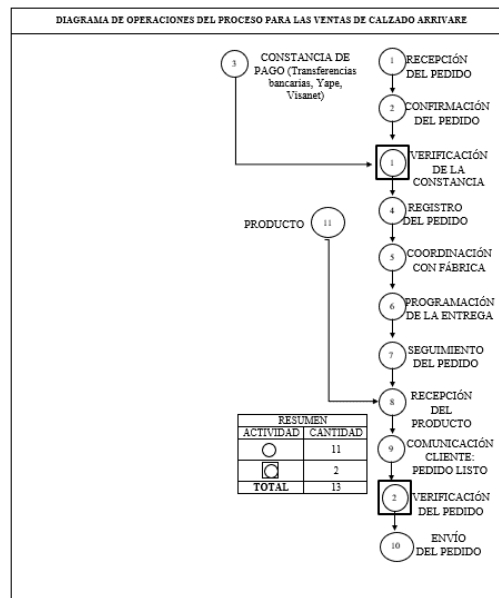 DIAGRAMA DE OPERACIONES DEL PROCESO PARA LAS VENTAS DE CALZADO ARRIVARE
3
CONSTANCIA DE
PAGO (Transferencias
bancarias, Yape,
Visanet)
1
RECEPCIÓN
DEL PEDIDO
2
CONFIRMACIÓN
DEL PEDIDO
1
VERIFICACIÓN
DE LA
CONSTANCIA
4
REGISTRO
DEL PEDIDO
PRODUCTO
11
5
COORDINACIÓN
CON FÁBRICA
6
PROGRAMACIÓN
DE LA ENTREGA
7
SEGUIMIENTO
DEL PEDIDO
8
RECEPCIÓN
DEL
PRODUCTO
9
COMUNICACIÓN
CLIENTE:
PEDIDO LISTO
2
VERIFICACIÓN
DEL PEDIDO
10
ENVÍO
DEL PEDIDO
RESUMEN
ACTIVIDAD CANTIDAD
11
2
TOTAL 13